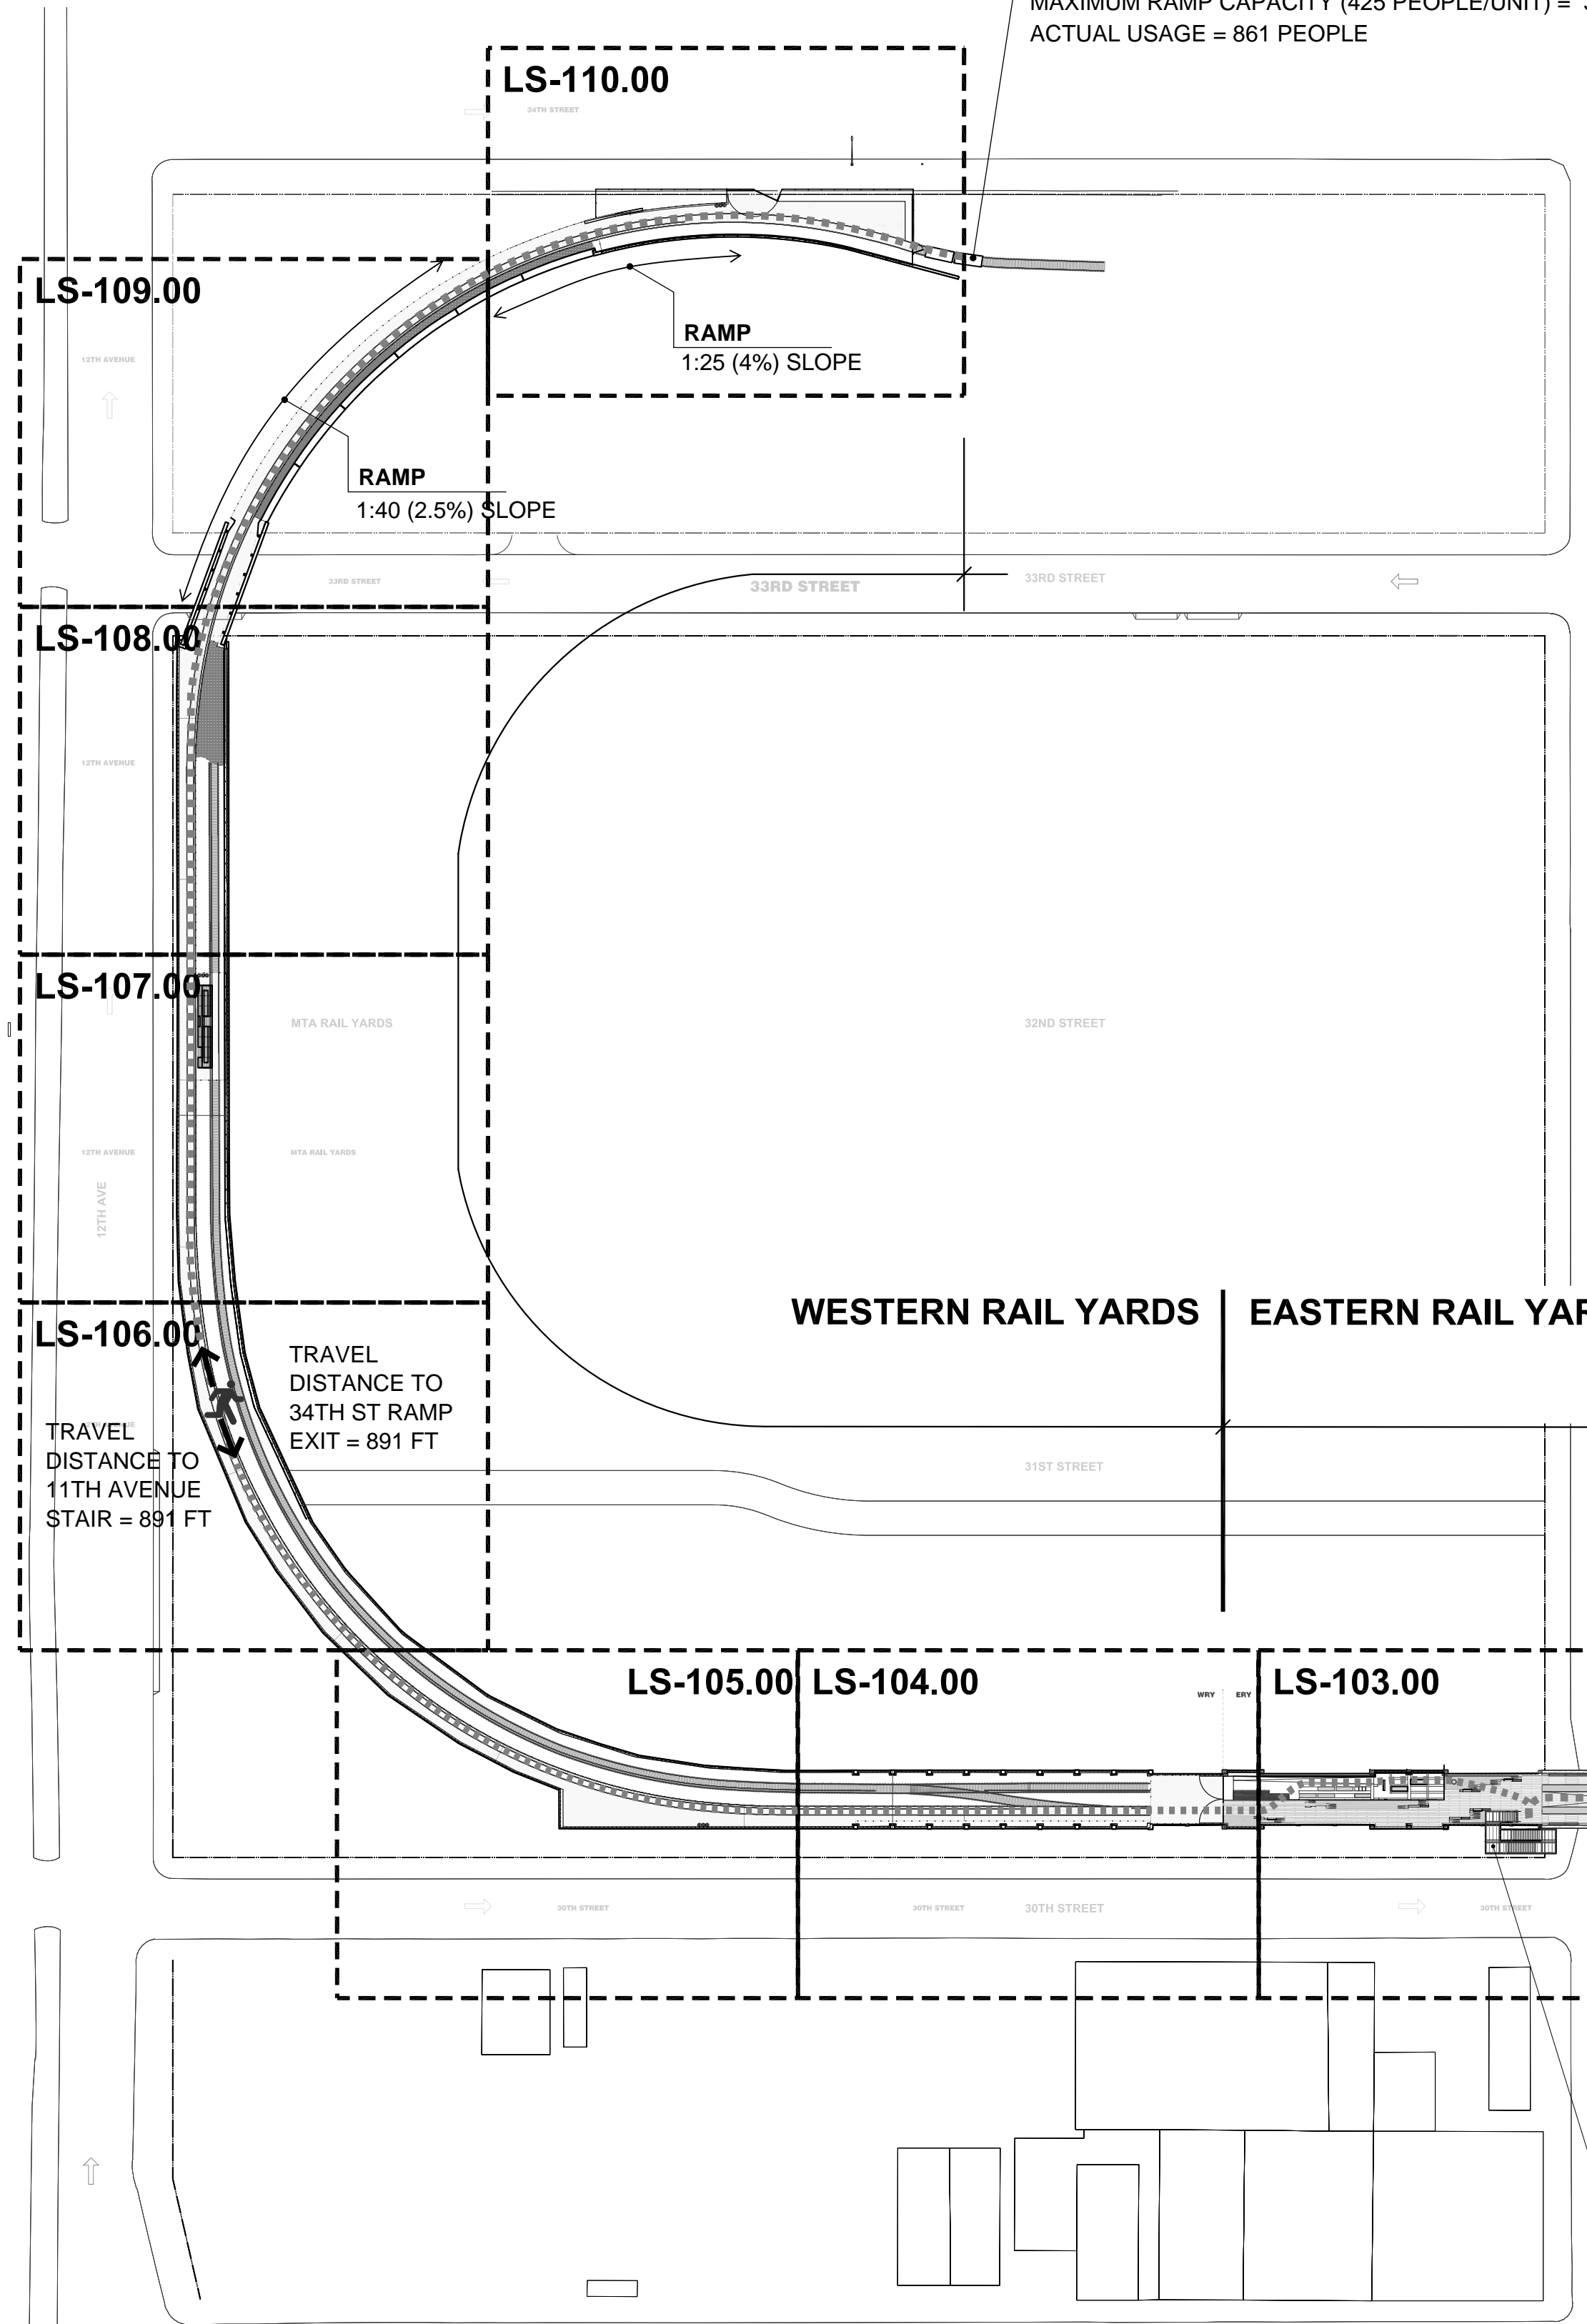 MAXIMUM RAMP CAPACITY (425 PEOPLE/UNIT) =
ACTUAL USAGE = 861 PEOPLE
LS-110.00
34TH STREET
LS-109.00
12TH AVENUE
RAMP
1:25 (4%) SLOPE
RAMP
1:40 (2.5%) SLOPE
33RD STREET
33RD STREET
33RD STREET
LS-108.00
12TH AVENUE
LS-107.00
MTA RAIL YARDS
32ND STREET
12TH AVENUE
MTA RAIL YARDS
12TH AVE
WESTERN RAIL YARDS
EASTERN RAIL
LS-106.00
TRAVEL
DISTANCE TO
34TH ST RAMP
EXIT = 891 FT
TRAVEL
DISTANCE TO
11TH AVENUE
STAIR = 891 FT
31ST STREET
LS-105.00
LS-104.00
WRY
ERY
LS-103.00
30TH STREET
30TH STREET
30TH STREET
30TH STREET